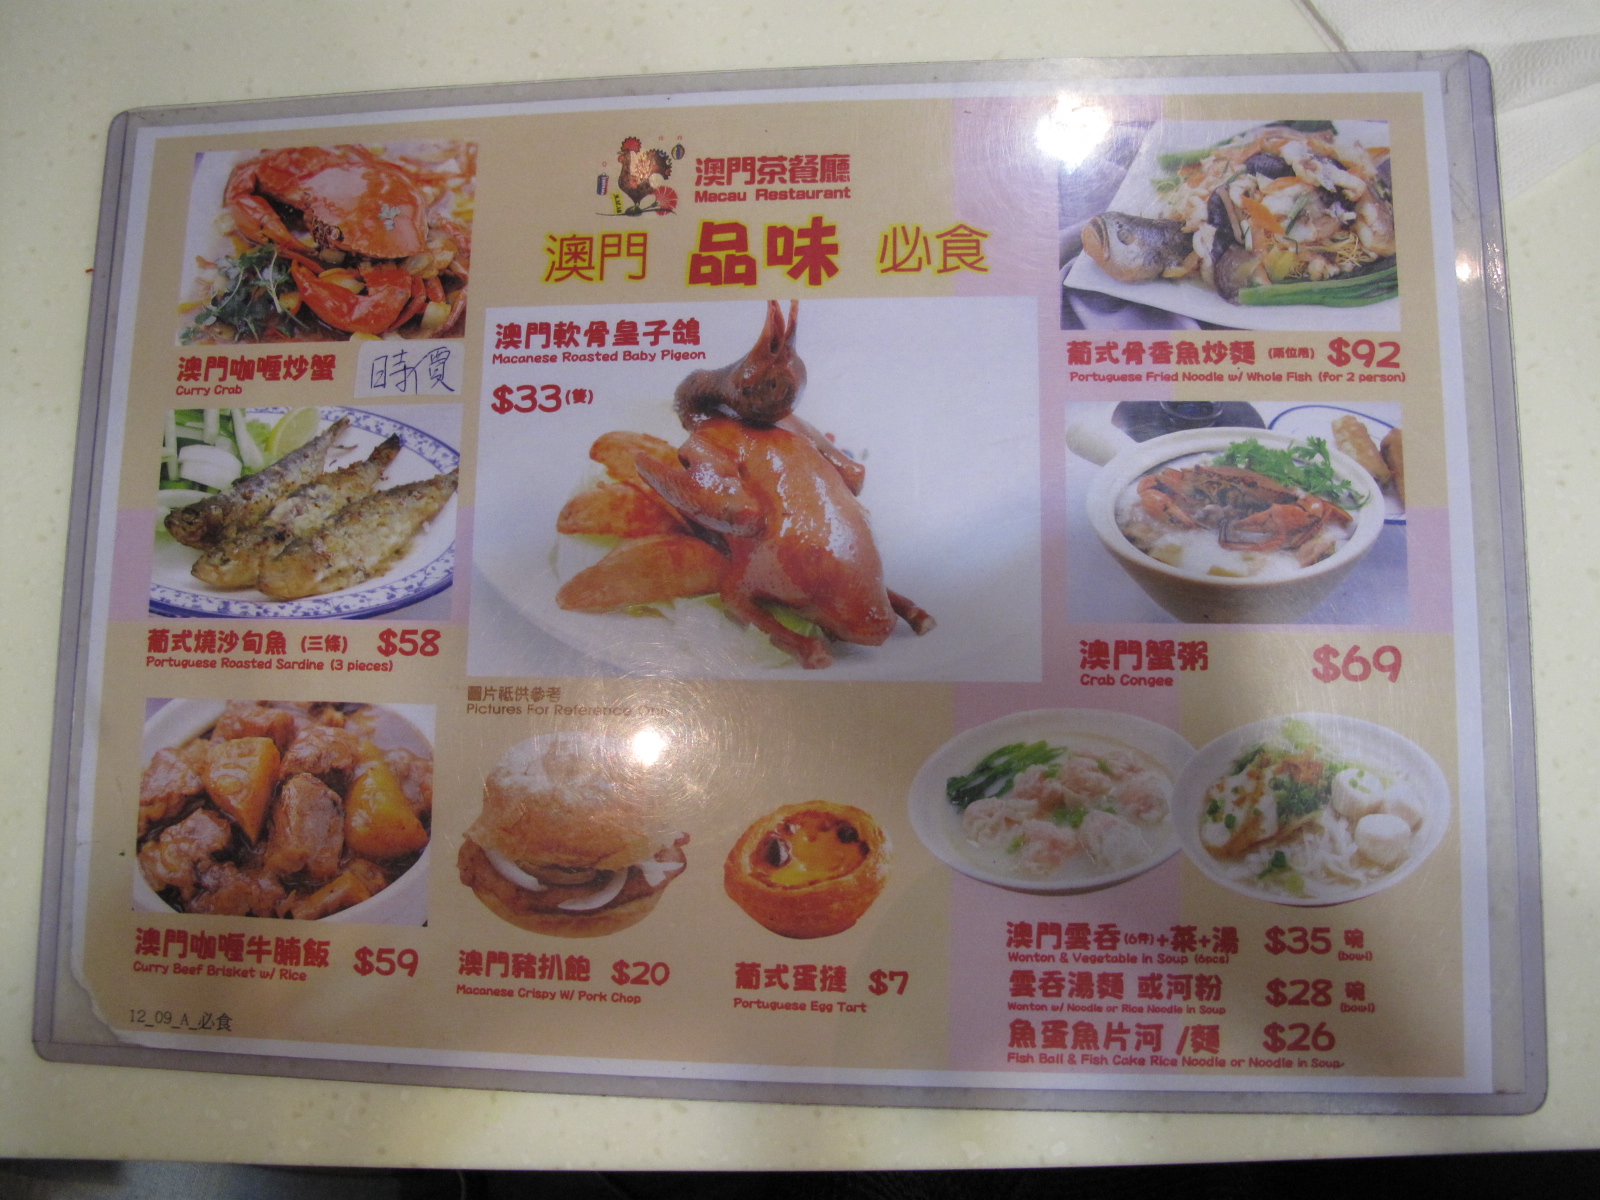 澳門茶餐廳
Macau Restaurant
澳門 品味 必食
澳門咖喱炒蟹 時價
Curry Crab
葡式燒沙甸魚 (三條) $58
Portuguese Roasted Sardine (3 pieces)
澳門咖喱牛腩飯 $59
Curry Beef Brisket w/ Rice
12_09_A_必食
澳門軟骨皇子鴿
Macanese Roasted Baby Pigeon
$33(隻)
圖片祇供參考
Pictures For Reference Only
澳門豬扒飽 $20
Macanese Crispy W/ Pork Chop
葡式蛋撻 $7
Portuguese Egg Tart
葡式骨香魚炒麵 (兩位用) $92
Portuguese Fried Noodle w/ Whole Fish (for 2 person)
澳門蟹粥 $69
Crab Congee
澳門雲吞(6件)+菜+湯 $35 碗
Wonton & Vegetable in Soup (6pcs) (bowl)
雲吞湯麵 或河粉 $28 碗
Wonton w/ Noodle or Rice Noodle in Soup (bowl)
魚蛋魚片河 /麵 $26
Fish Ball & Fish Cake Rice Noodle or Noodle in Soup